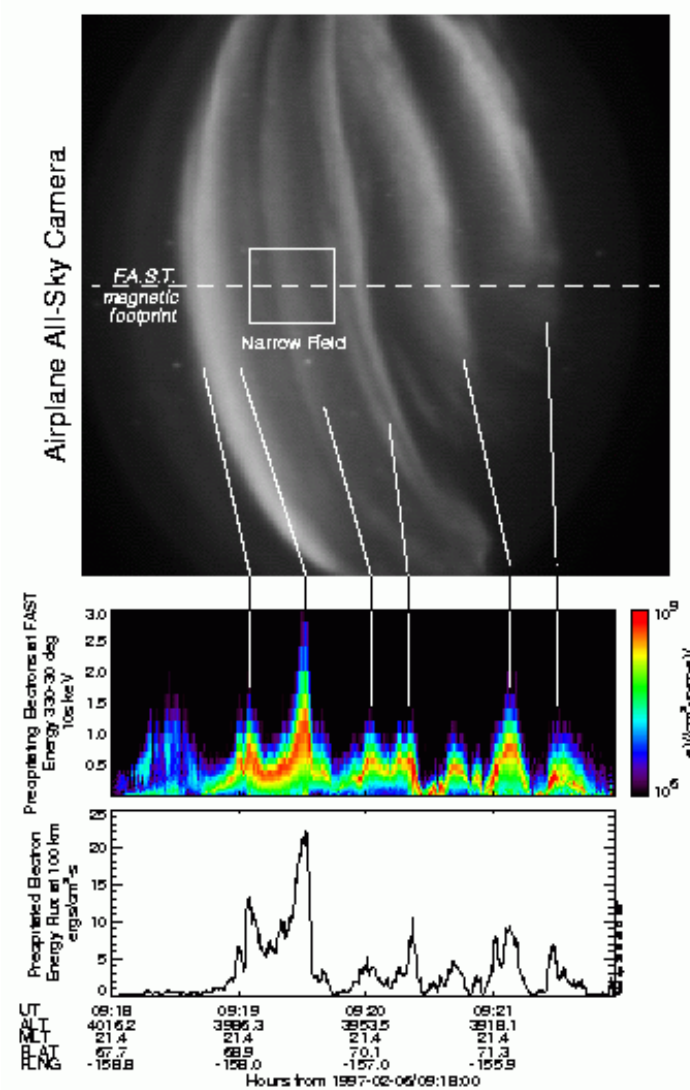 Airplane All-Sky Camera
F.A.S.T.
magnetic
footprint
Narrow Field
Precipitating Electrons at FAST
Energy 330-30 deg
10s keV
3.0
2.5
2.0
1.5
1.0
0.5
10^9
10^6
Precipitated Electron
Energy Flux at 100 km
ergs/cm²-s
25
20
15
10
5
0
UT 09:18 09:19 09:20 09:21
ALT 4016.2 3986.3 3953.5 3918.1
MLT 21.4 21.4 21.4 21.4
FLAT 67.7 68.9 70.1 71.3
FLNG -158.8 -158.0 -157.0 -155.9
Hours from 1997-02-06/09:18:00